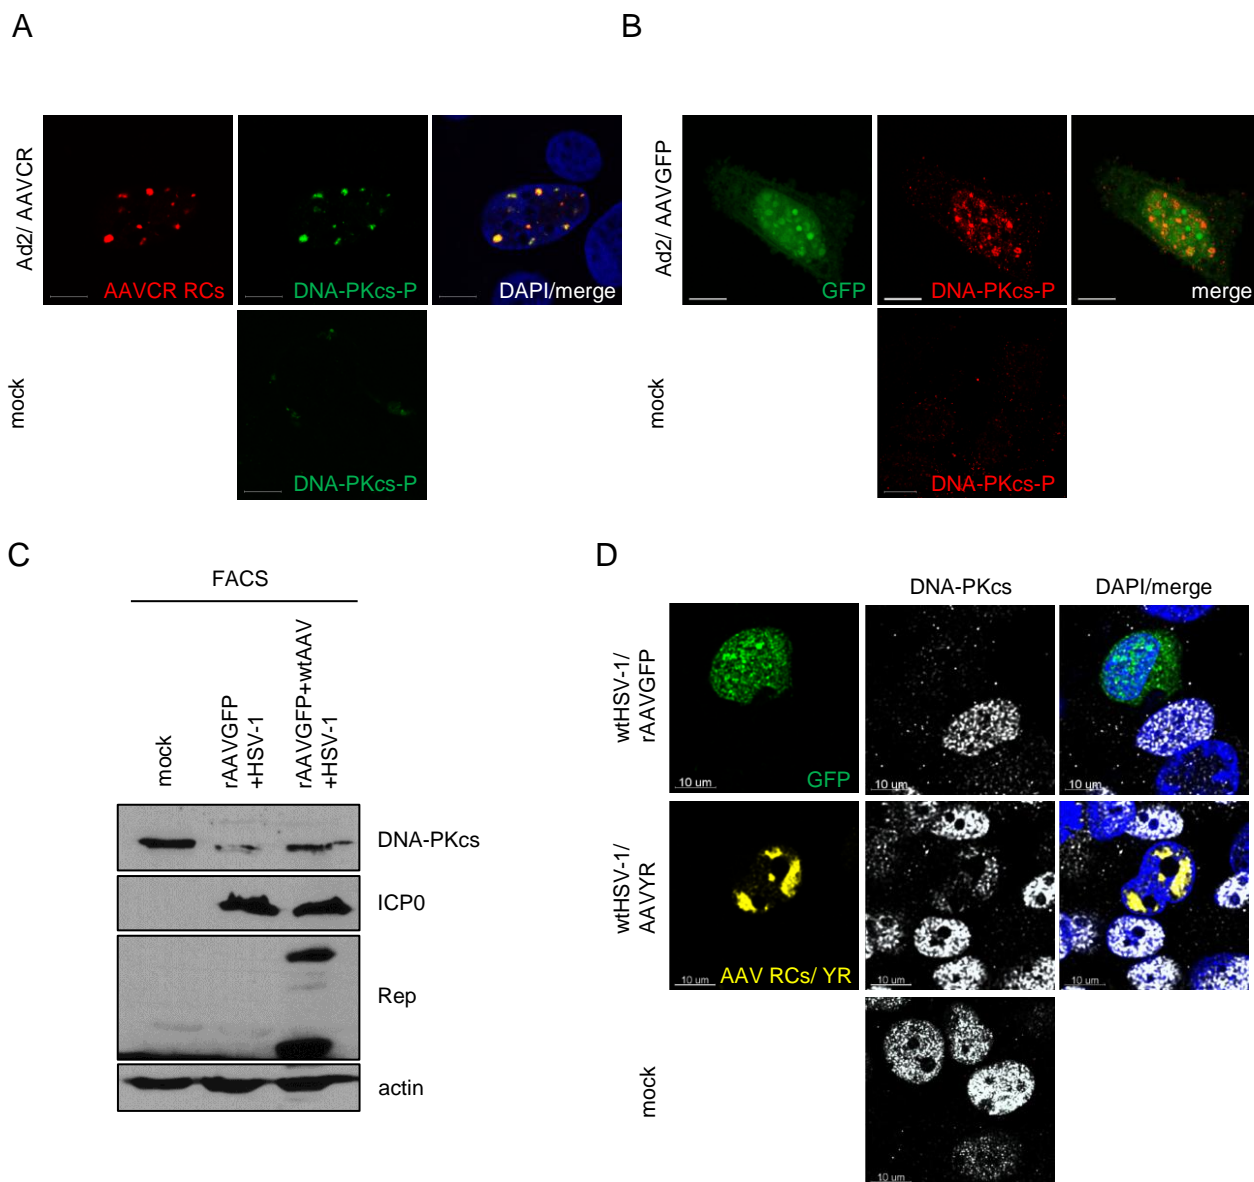 A
B
Ad2/ AAVCR
AAVCR RCs
DNA-PKcs-P
DAPI/merge
mock
DNA-PKcs-P
Ad2/ AAVGFP
GFP
DNA-PKcs-P
merge
mock
DNA-PKcs-P
C
FACS
mock
rAAVGFP
+HSV-1
rAAVGFP+wtAAV
+HSV-1
DNA-PKcs
ICP0
Rep
actin
D
DNA-PKcs
DAPI/merge
wtHSV-1/
rAAVGFP
10 um
GFP
10 um
10 um
wtHSV-1/
AAVYR
10 um
AAV RCs/ YR
10 um
10 um
mock
10 um